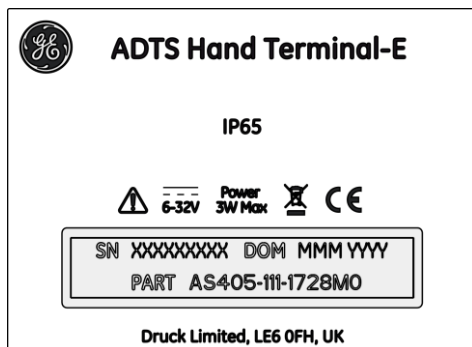 GE
ADTS Hand Terminal-E
IP65
6-32V Power 3W Max CE
SN XXXXXXXXX DOM MMM YYYY
PART AS405-111-1728M0
Druck Limited, LE6 0FH, UK